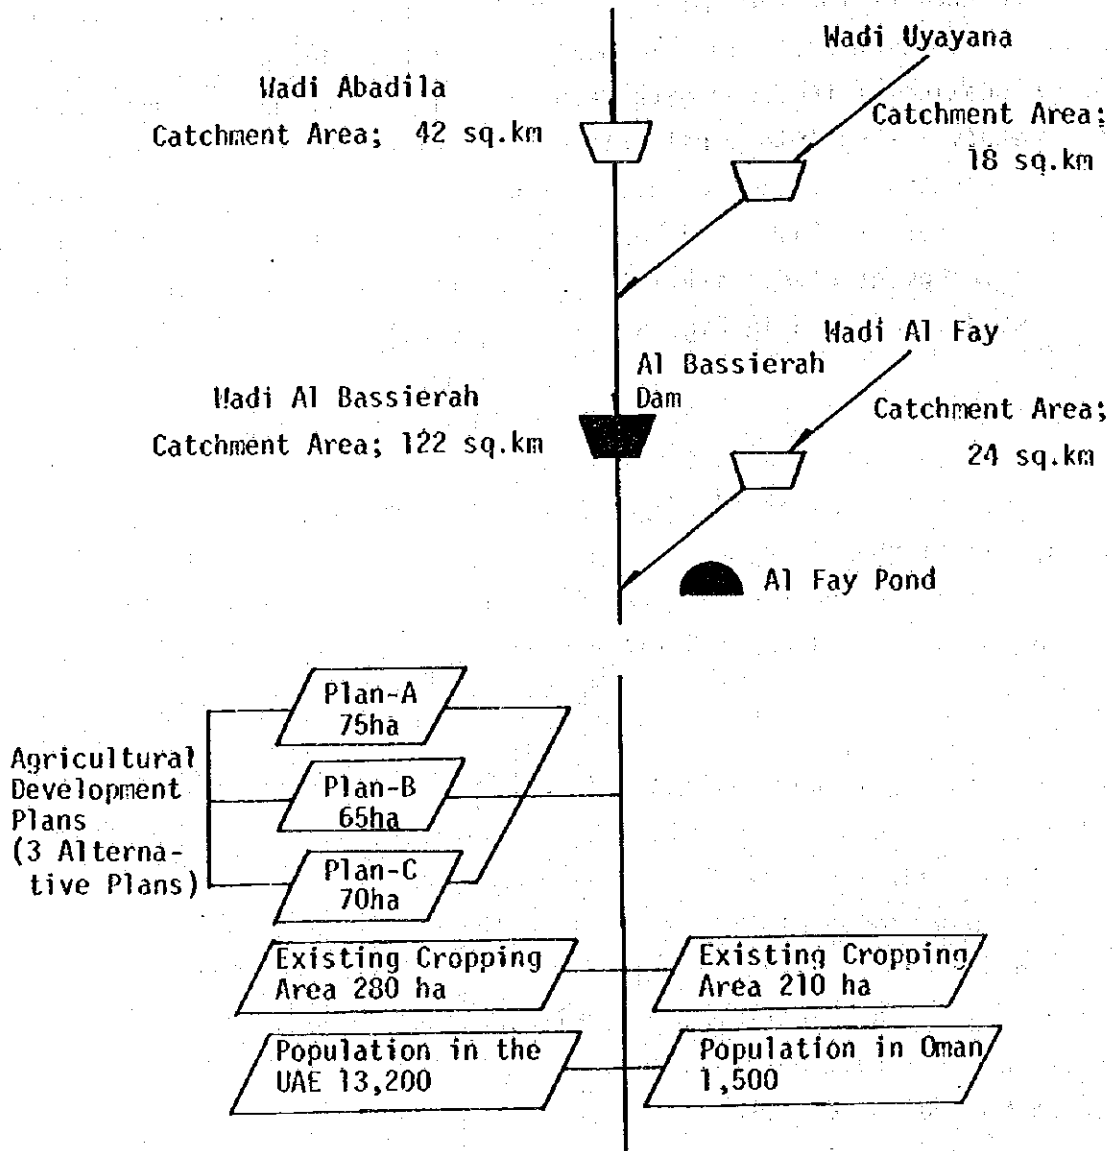 Wadi Uyayana
Wadi Abadila
Catchment Area; 42 sq.km
Catchment Area;
18 sq.km
Wadi Al Fay
Al Bassierah
Dam
Wadi Al Bassierah
Catchment Area; 122 sq.km
Catchment Area;
24 sq.km
Al Fay Pond
Plan-A
75ha
Agricultural
Development
Plans
(3 Alterna-
tive Plans)
Plan-B
65ha
Plan-C
70ha
Existing Cropping
Area 280 ha
Existing Cropping
Area 210 ha
Population in the
UAE 13,200
Population in Oman
1,500